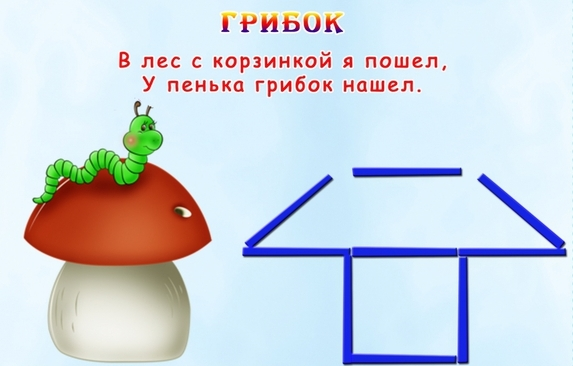 ГРИБОК
В лес с корзинкой я пошел,
У пенька грибок нашел.